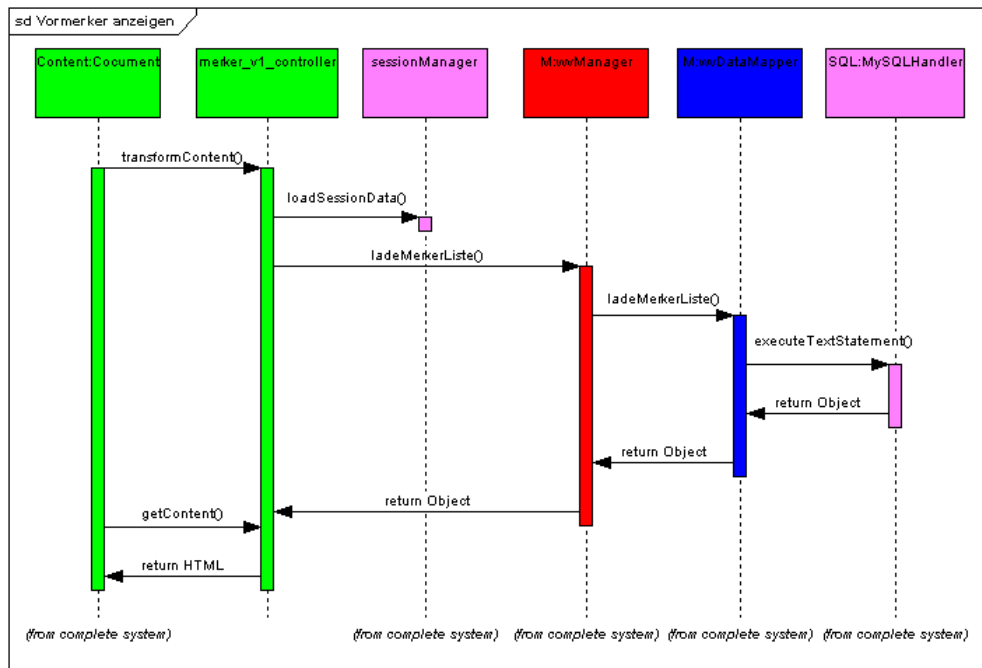 sd Vormerker anzeigen
Content:Cocument
merker_v1_controller
sessionManager
M:wvManager
M:wvDataMapper
SQL:MySQLHandler
transformContent()
loadSessionData()
ladeMerkerListe()
ladeMerkerListe()
executeTextStatement()
return Object
return Object
return Object
getContent()
return HTML
(from complete system)
(from complete system)
(from complete system)
(from complete system)
(from complete system)